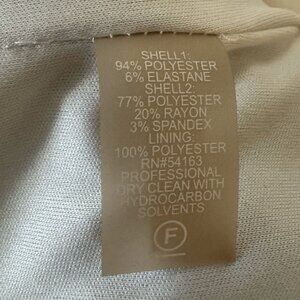 SHELL1:
94% POLYESTER
6% ELASTANE
SHELL2:
77% POLYESTER
20% RAYON
3% SPANDEX
LINING:
100% POLYESTER
RN#54163
PROFESSIONAL
DRY CLEAN WITH
HYDROCARBON
SOLVENTS
F